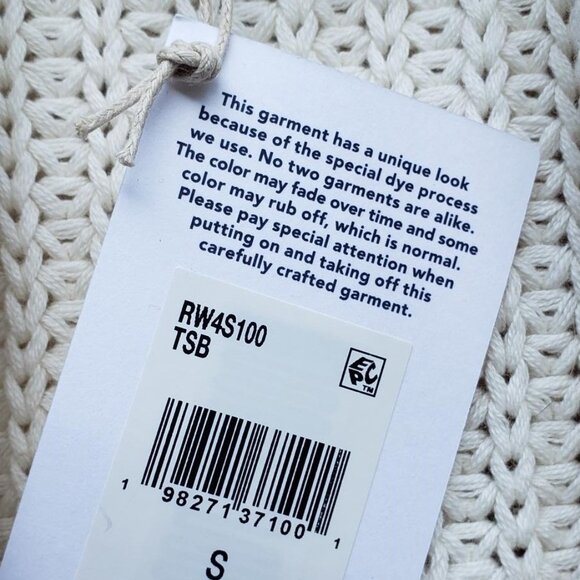 This garment has a unique look
because of the special dye process
we use. No two garments are alike.
The color may fade over time and some
color may rub off, which is normal.
Please pay special attention when
putting on and taking off this
carefully crafted garment.
RW4S100
TSB
EPC™
1 98271 37100 1
S